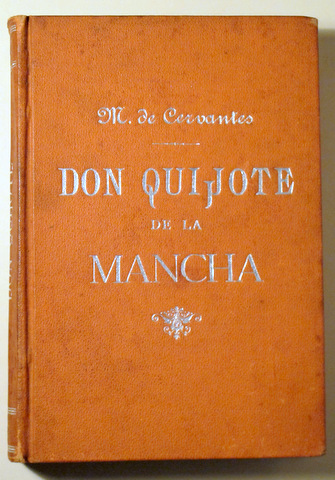 M. de Cervantes
DON QUIJOTE
DE LA
MANCHA